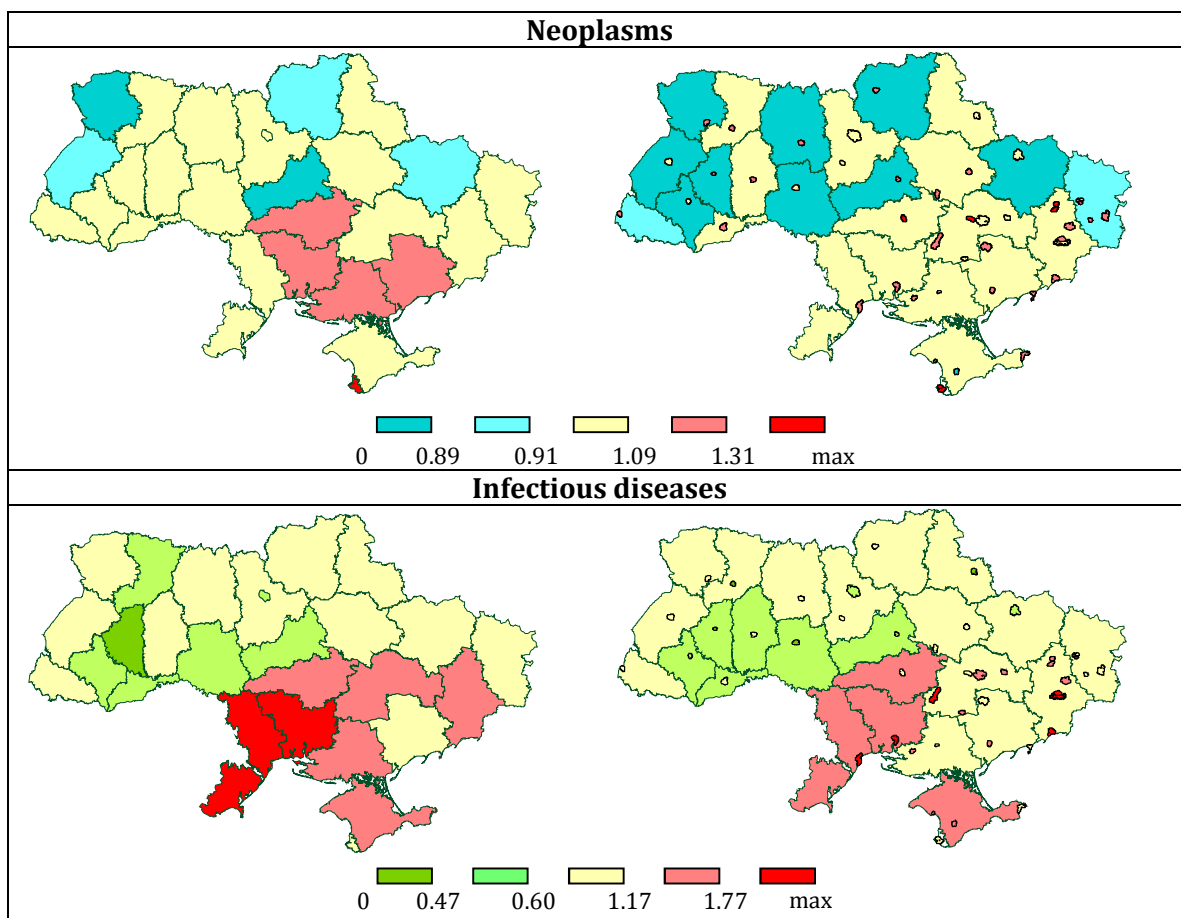 Neoplasms
0 0.89 0.91 1.09 1.31 max
Infectious diseases
0 0.47 0.60 1.17 1.77 max